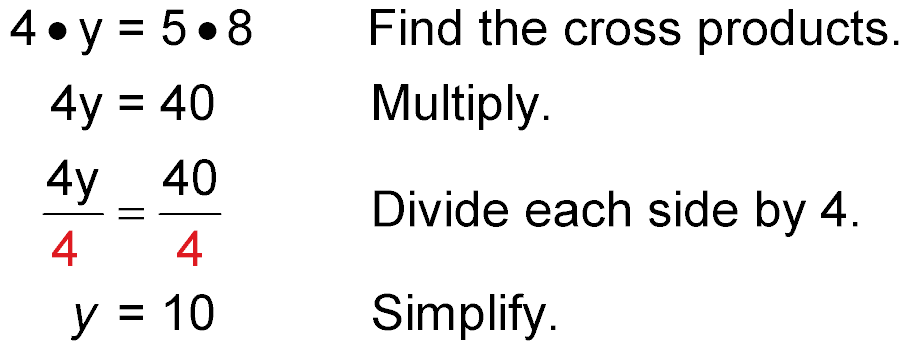 4 • y = 5 • 8 Find the cross products.
4y = 40 Multiply.
4y/4 = 40/4 Divide each side by 4.
y = 10 Simplify.